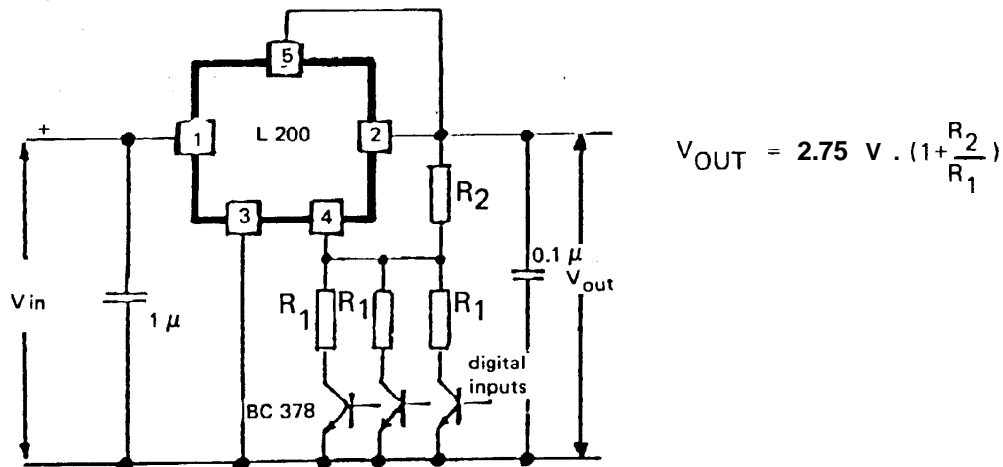 5
+
1
L 200
2
3
4
R2
R1
R1
R1
0.1 µ
Vout
Vin
1 µ
digital
inputs
BC 378
VOUT = 2.75 V . (1+R2/R1)